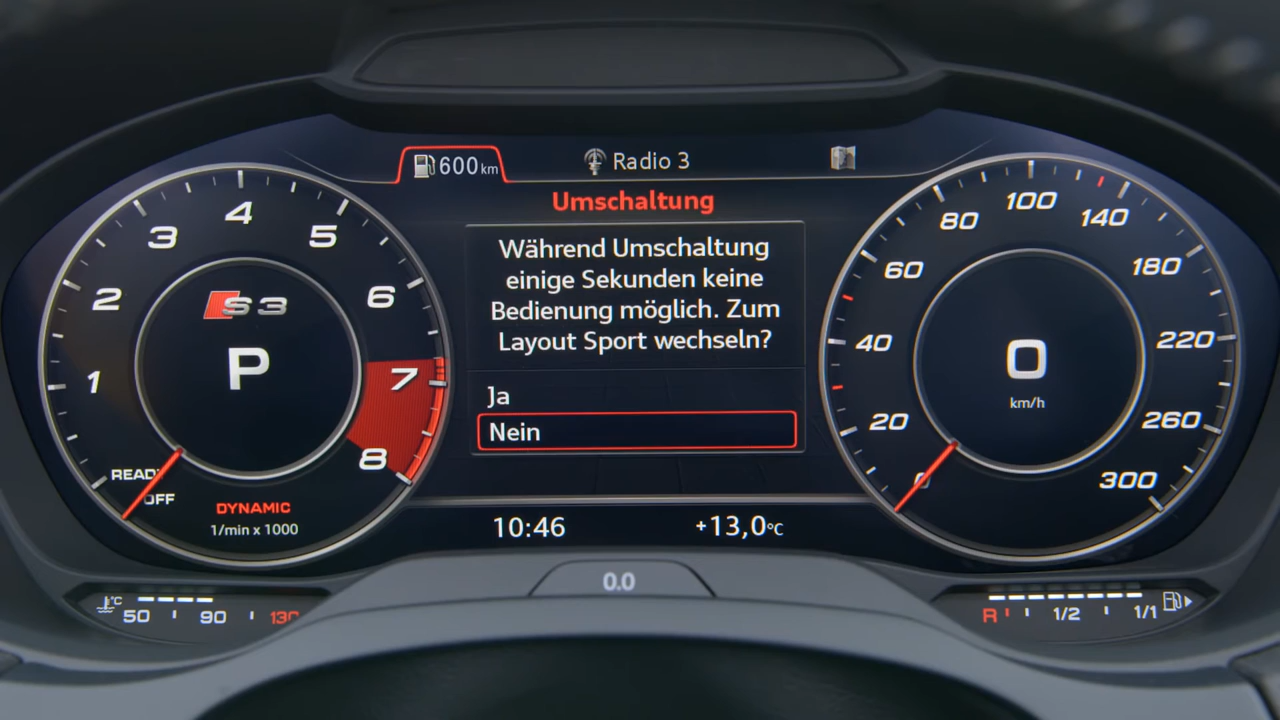 600 km
Radio 3
Umschaltung
Während Umschaltung
einige Sekunden keine
Bedienung möglich. Zum
Layout Sport wechseln?
Ja
Nein
10:46 +13,0°C
S3
P
1
2
3
4
5
6
7
8
READY
OFF
DYNAMIC
1/min x 1000
0
20
40
60
80
100
140
180
220
260
300
0
km/h
0.0
°C
50 90 130
R 1/2 1/1